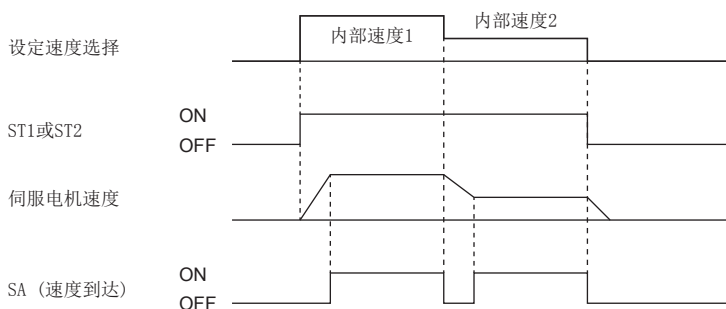 内部速度1
内部速度2
设定速度选择
ST1或ST2
ON
OFF
伺服电机速度
SA (速度到达)
ON
OFF